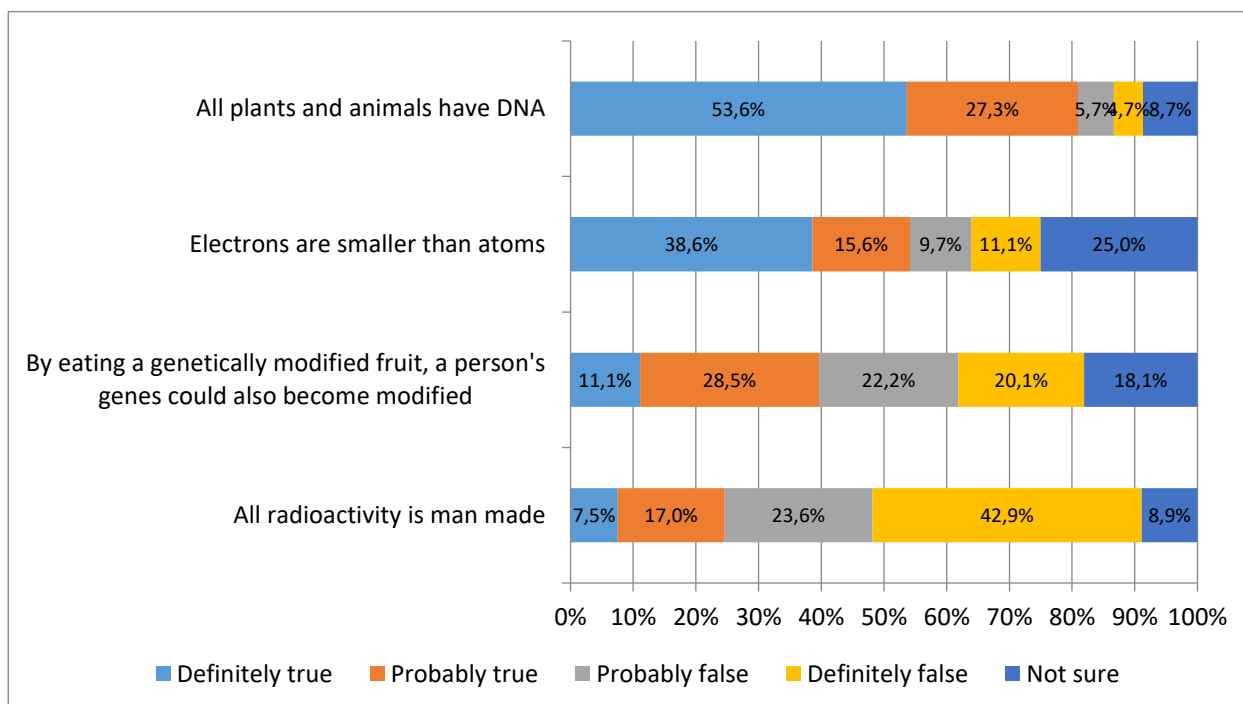 All plants and animals have DNA
53,6%
27,3%
5,7%
4,7%
8,7%
Electrons are smaller than atoms
38,6%
15,6%
9,7%
11,1%
25,0%
By eating a genetically modified fruit, a person's
genes could also become modified
11,1%
28,5%
22,2%
20,1%
18,1%
All radioactivity is man made
7,5%
17,0%
23,6%
42,9%
8,9%
0% 10% 20% 30% 40% 50% 60% 70% 80% 90% 100%
Definitely true Probably true Probably false Definitely false Not sure